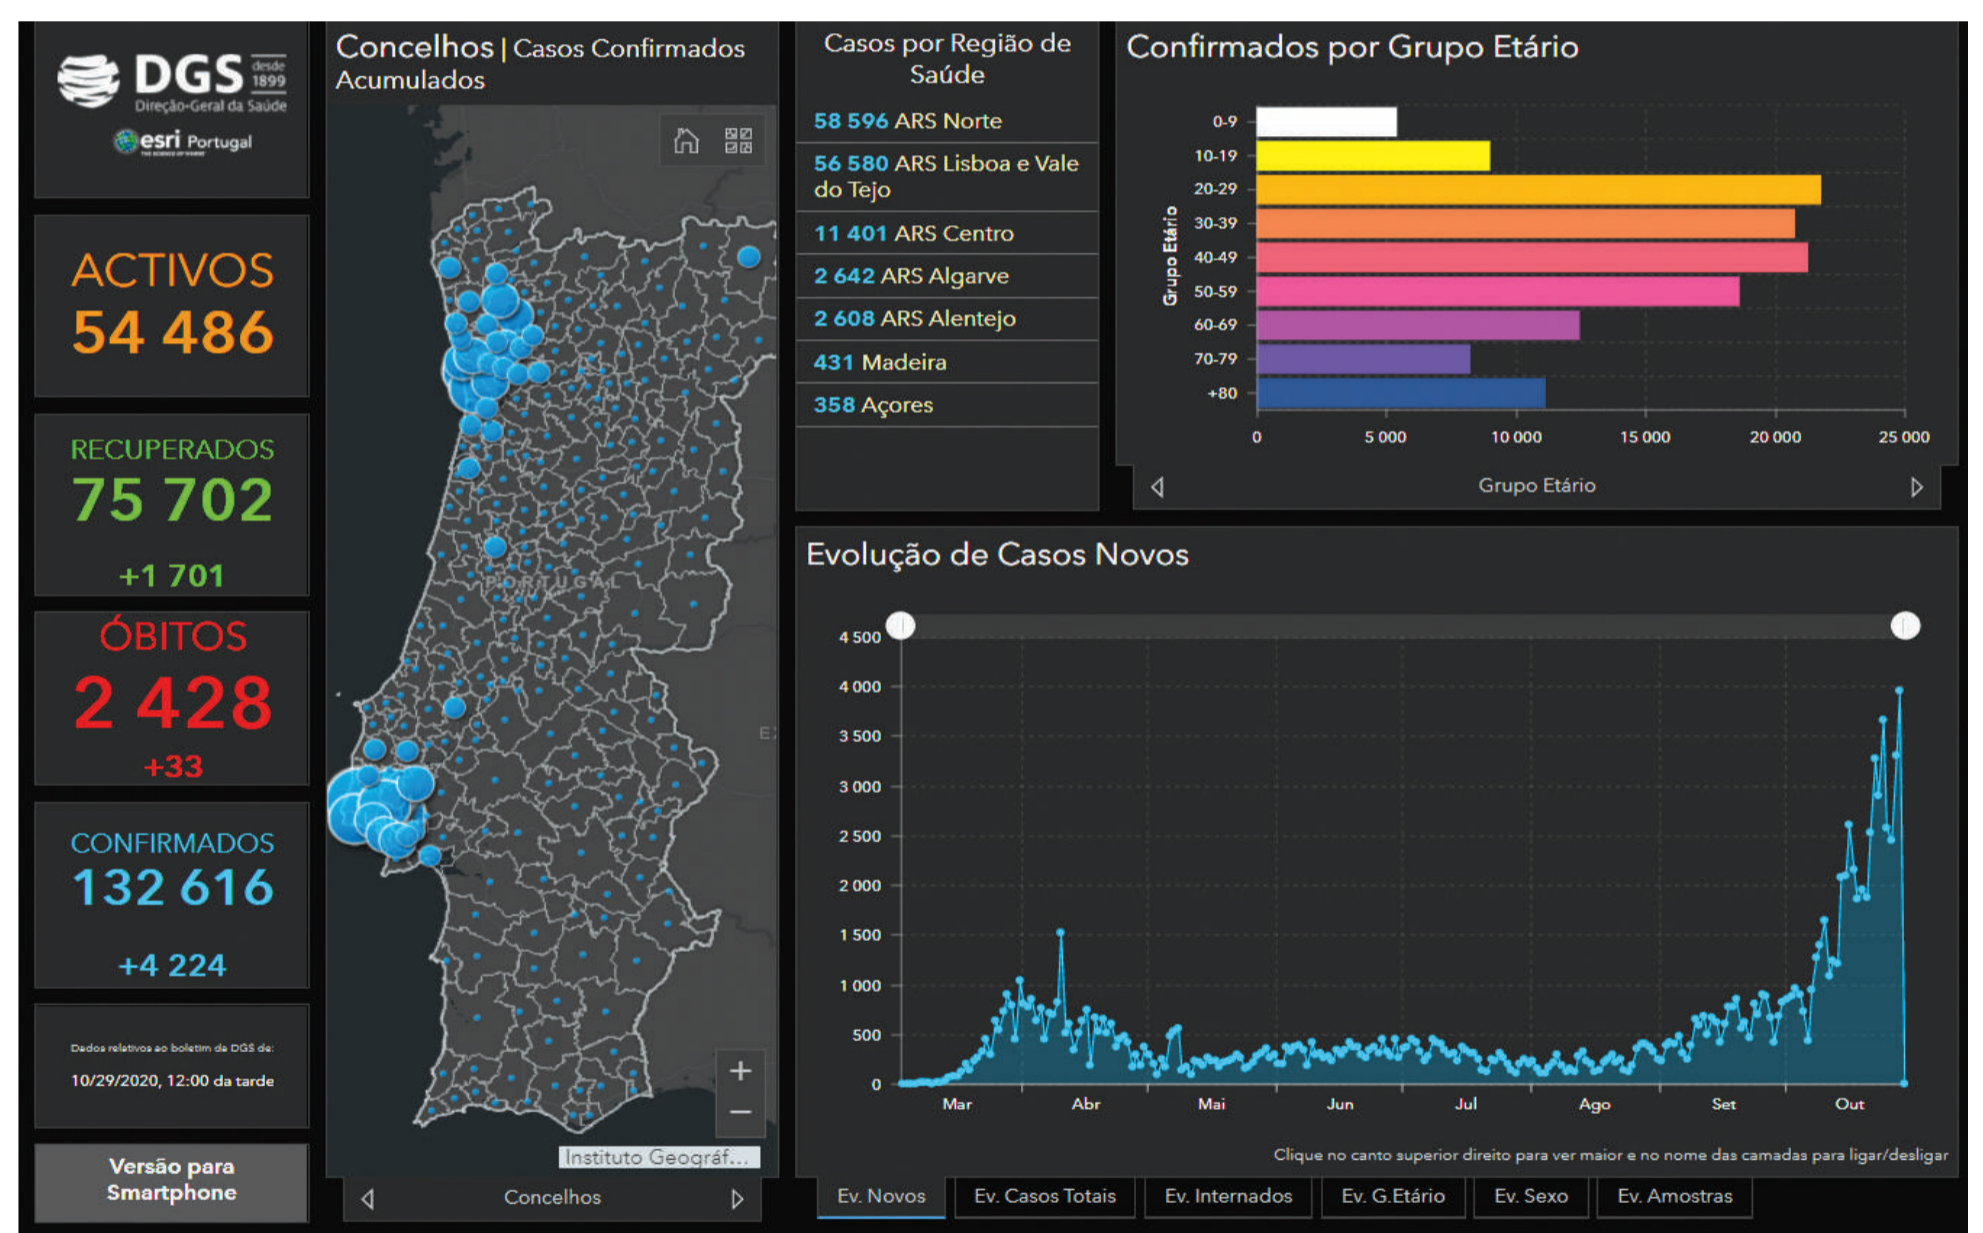 DGS desde 1899
Direção-Geral da Saúde
esri Portugal
THE SCIENCE OF WHERE
ACTIVOS
54 486
RECUPERADOS
75 702
+1 701
ÓBITOS
2 428
+33
CONFIRMADOS
132 616
+4 224
Dados relativos ao boletim da DGS de:
10/29/2020, 12:00 da tarde
Versão para
Smartphone
Concelhos | Casos Confirmados
Acumulados
PORTUGAL
E
+
−
Instituto Geográf...
Concelhos
Casos por Região de
Saúde
58 596 ARS Norte
56 580 ARS Lisboa e Vale
do Tejo
11 401 ARS Centro
2 642 ARS Algarve
2 608 ARS Alentejo
431 Madeira
358 Açores
Confirmados por Grupo Etário
Grupo Etário
0-9
10-19
20-29
30-39
40-49
50-59
60-69
70-79
+80
0 5 000 10 000 15 000 20 000 25 000
Grupo Etário
Evolução de Casos Novos
4 500
4 000
3 500
3 000
2 500
2 000
1 500
1 000
500
0
Mar Abr Mai Jun Jul Ago Set Out
Clique no canto superior direito para ver maior e no nome das camadas para ligar/desligar
Ev. Novos Ev. Casos Totais Ev. Internados Ev. G.Etário Ev. Sexo Ev. Amostras